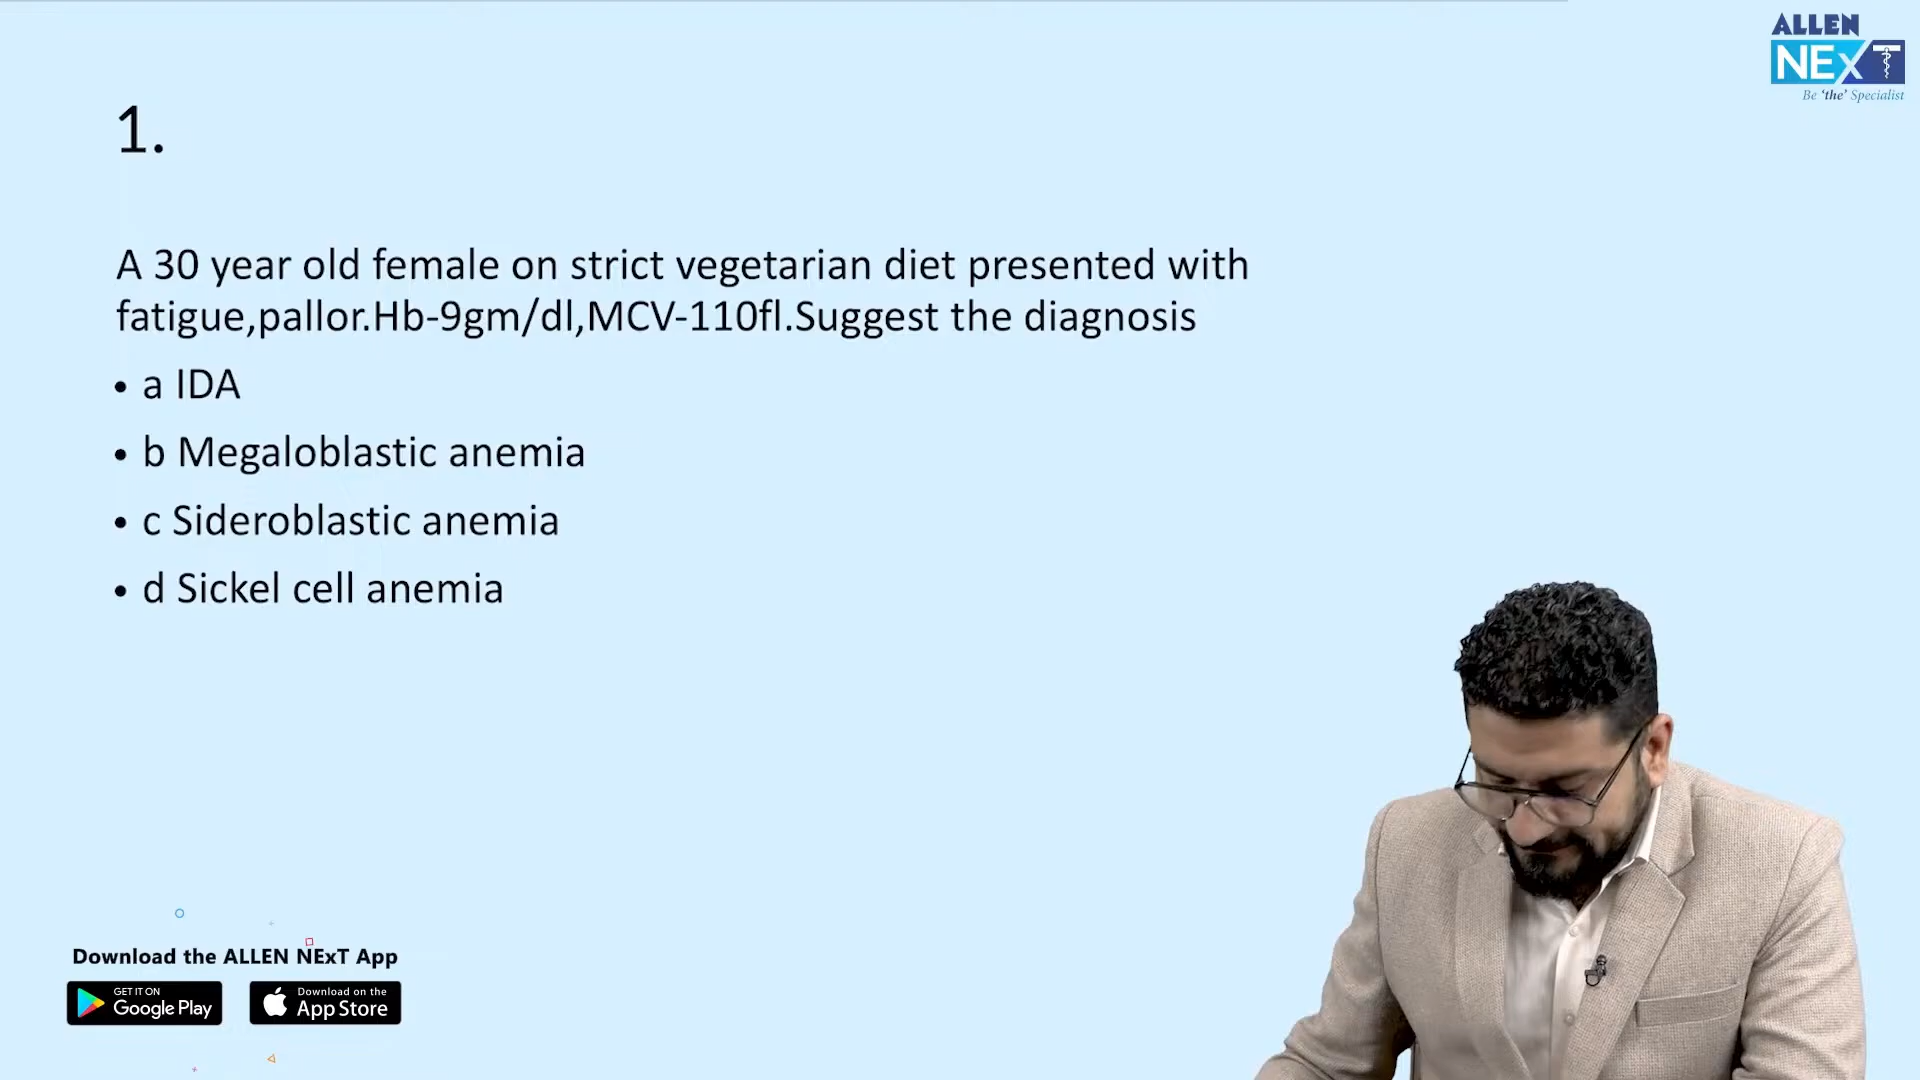 ALLEN
NEXT
Be 'the' Specialist
1.
A 30 year old female on strict vegetarian diet presented with
fatigue,pallor.Hb-9gm/dl,MCV-110fl.Suggest the diagnosis
• a IDA
• b Megaloblastic anemia
• c Sideroblastic anemia
• d Sickel cell anemia
Download the ALLEN NExT App
GET IT ON
Google Play
Download on the
App Store